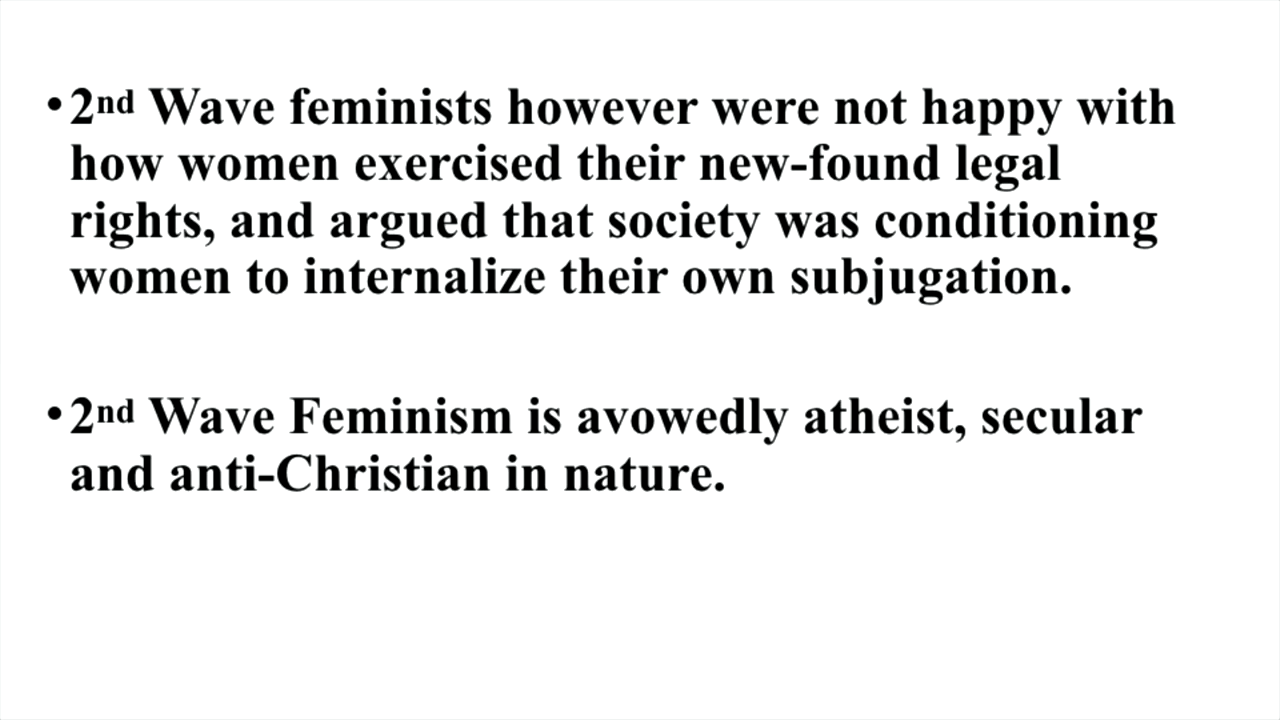 •2nd Wave feminists however were not happy with
how women exercised their new-found legal
rights, and argued that society was conditioning
women to internalize their own subjugation.
•2nd Wave Feminism is avowedly atheist, secular
and anti-Christian in nature.